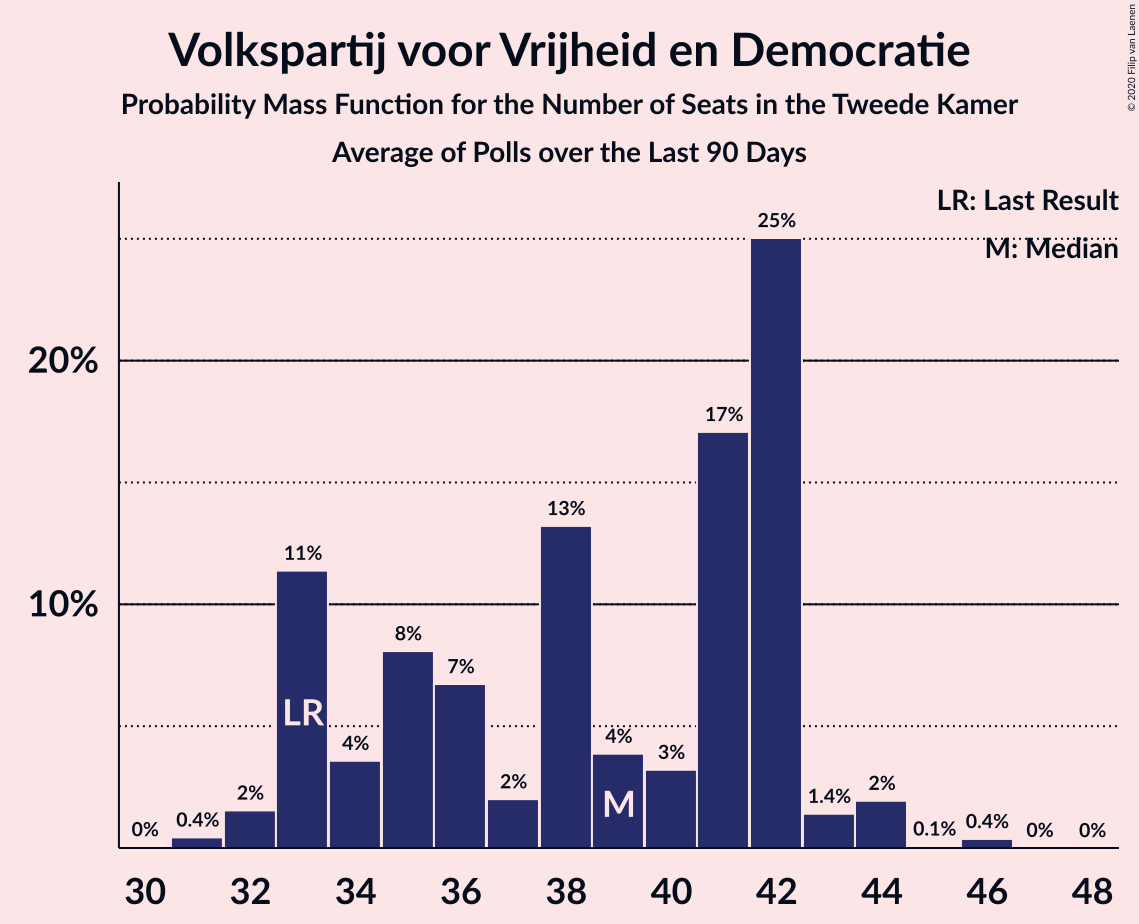 Volkspartij voor Vrijheid en Democratie
Probability Mass Function for the Number of Seats in the Tweede Kamer
Average of Polls over the Last 90 Days
© 2020 Filip van Laenen
LR: Last Result
M: Median
25%
20%
17%
13%
11%
10%
8%
7%
LR
4%
4%
3%
2%
M
2%
1.4%
2%
0%
0.4%
0.1%
0.4%
0%
0%
30 32 34 36 38 40 42 44 46 48